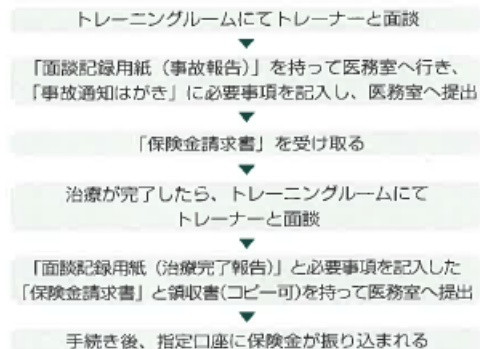 トレーニングルームにてトレーナーと面談
▼
「面談記録用紙（事故報告）」を持って医務室へ行き、
「事故通知はがき」に必要事項を記入し、医務室へ提出
▼
「保険金請求書」を受け取る
▼
治療が完了したら、トレーニングルームにて
トレーナーと面談
▼
「面談記録用紙（治療完了報告）」と必要事項を記入した
「保険金請求書」と領収書(コピー可)を持って医務室へ提出
▼
手続き後、指定口座に保険金が振り込まれる